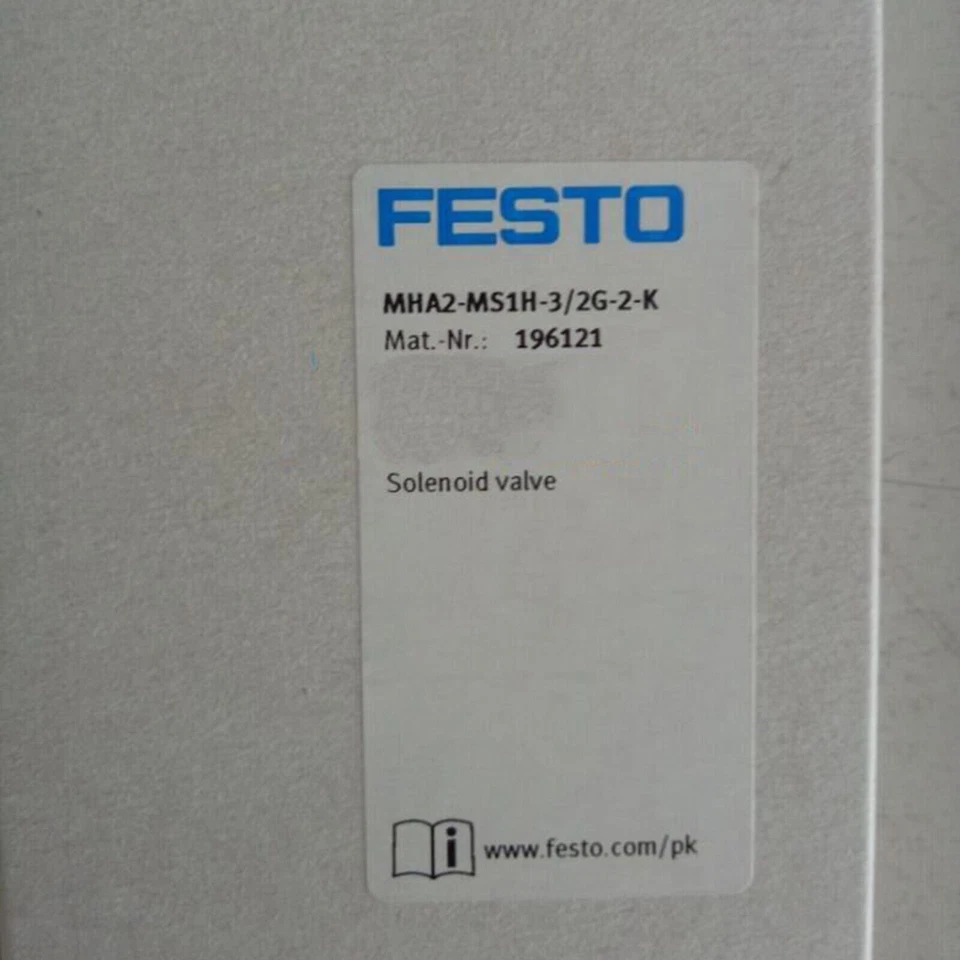 FESTO
MHA2-MS1H-3/2G-2-K
Mat.-Nr.: 196121
Solenoid valve
i www.festo.com/pk